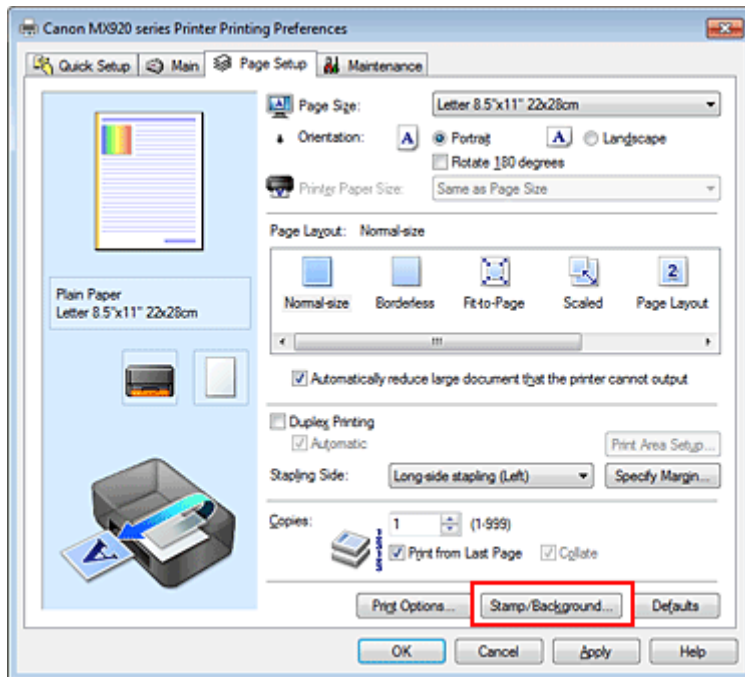 Canon MX920 series Printer Printing Preferences
Quick Setup Main Page Setup Maintenance
Page Size: Letter 8.5"x11" 22x28cm
Orientation: A Portrait A Landscape
Rotate 180 degrees
Printer Paper Size: Same as Page Size
Page Layout: Normal-size
Normal-size Borderless Fit-to-Page Scaled Page Layout
Plain Paper
Letter 8.5"x11" 22x28cm
Automatically reduce large document that the printer cannot output
Duplex Printing
Automatic Print Area Setup...
Stapling Side: Long-side stapling (Left) Specify Margin...
Copies: 1 (1-999)
Print from Last Page Collate
Print Options... Stamp/Background... Defaults
OK Cancel Apply Help